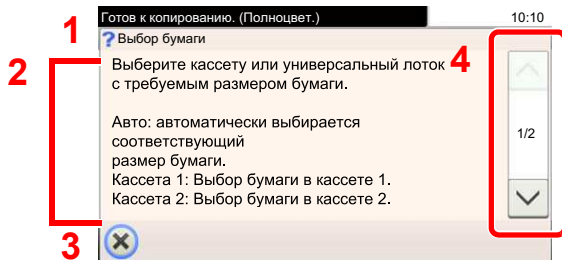 Готов к копированию. (Полноцвет.)
10:10
1
? Выбор бумаги
2
Выберите кассету или универсальный лоток
4
с требуемым размером бумаги.
Авто: автоматически выбирается
соответствующий
1/2
размер бумаги.
Кассета 1: Выбор бумаги в кассете 1.
Кассета 2: Выбор бумаги в кассете 2.
3